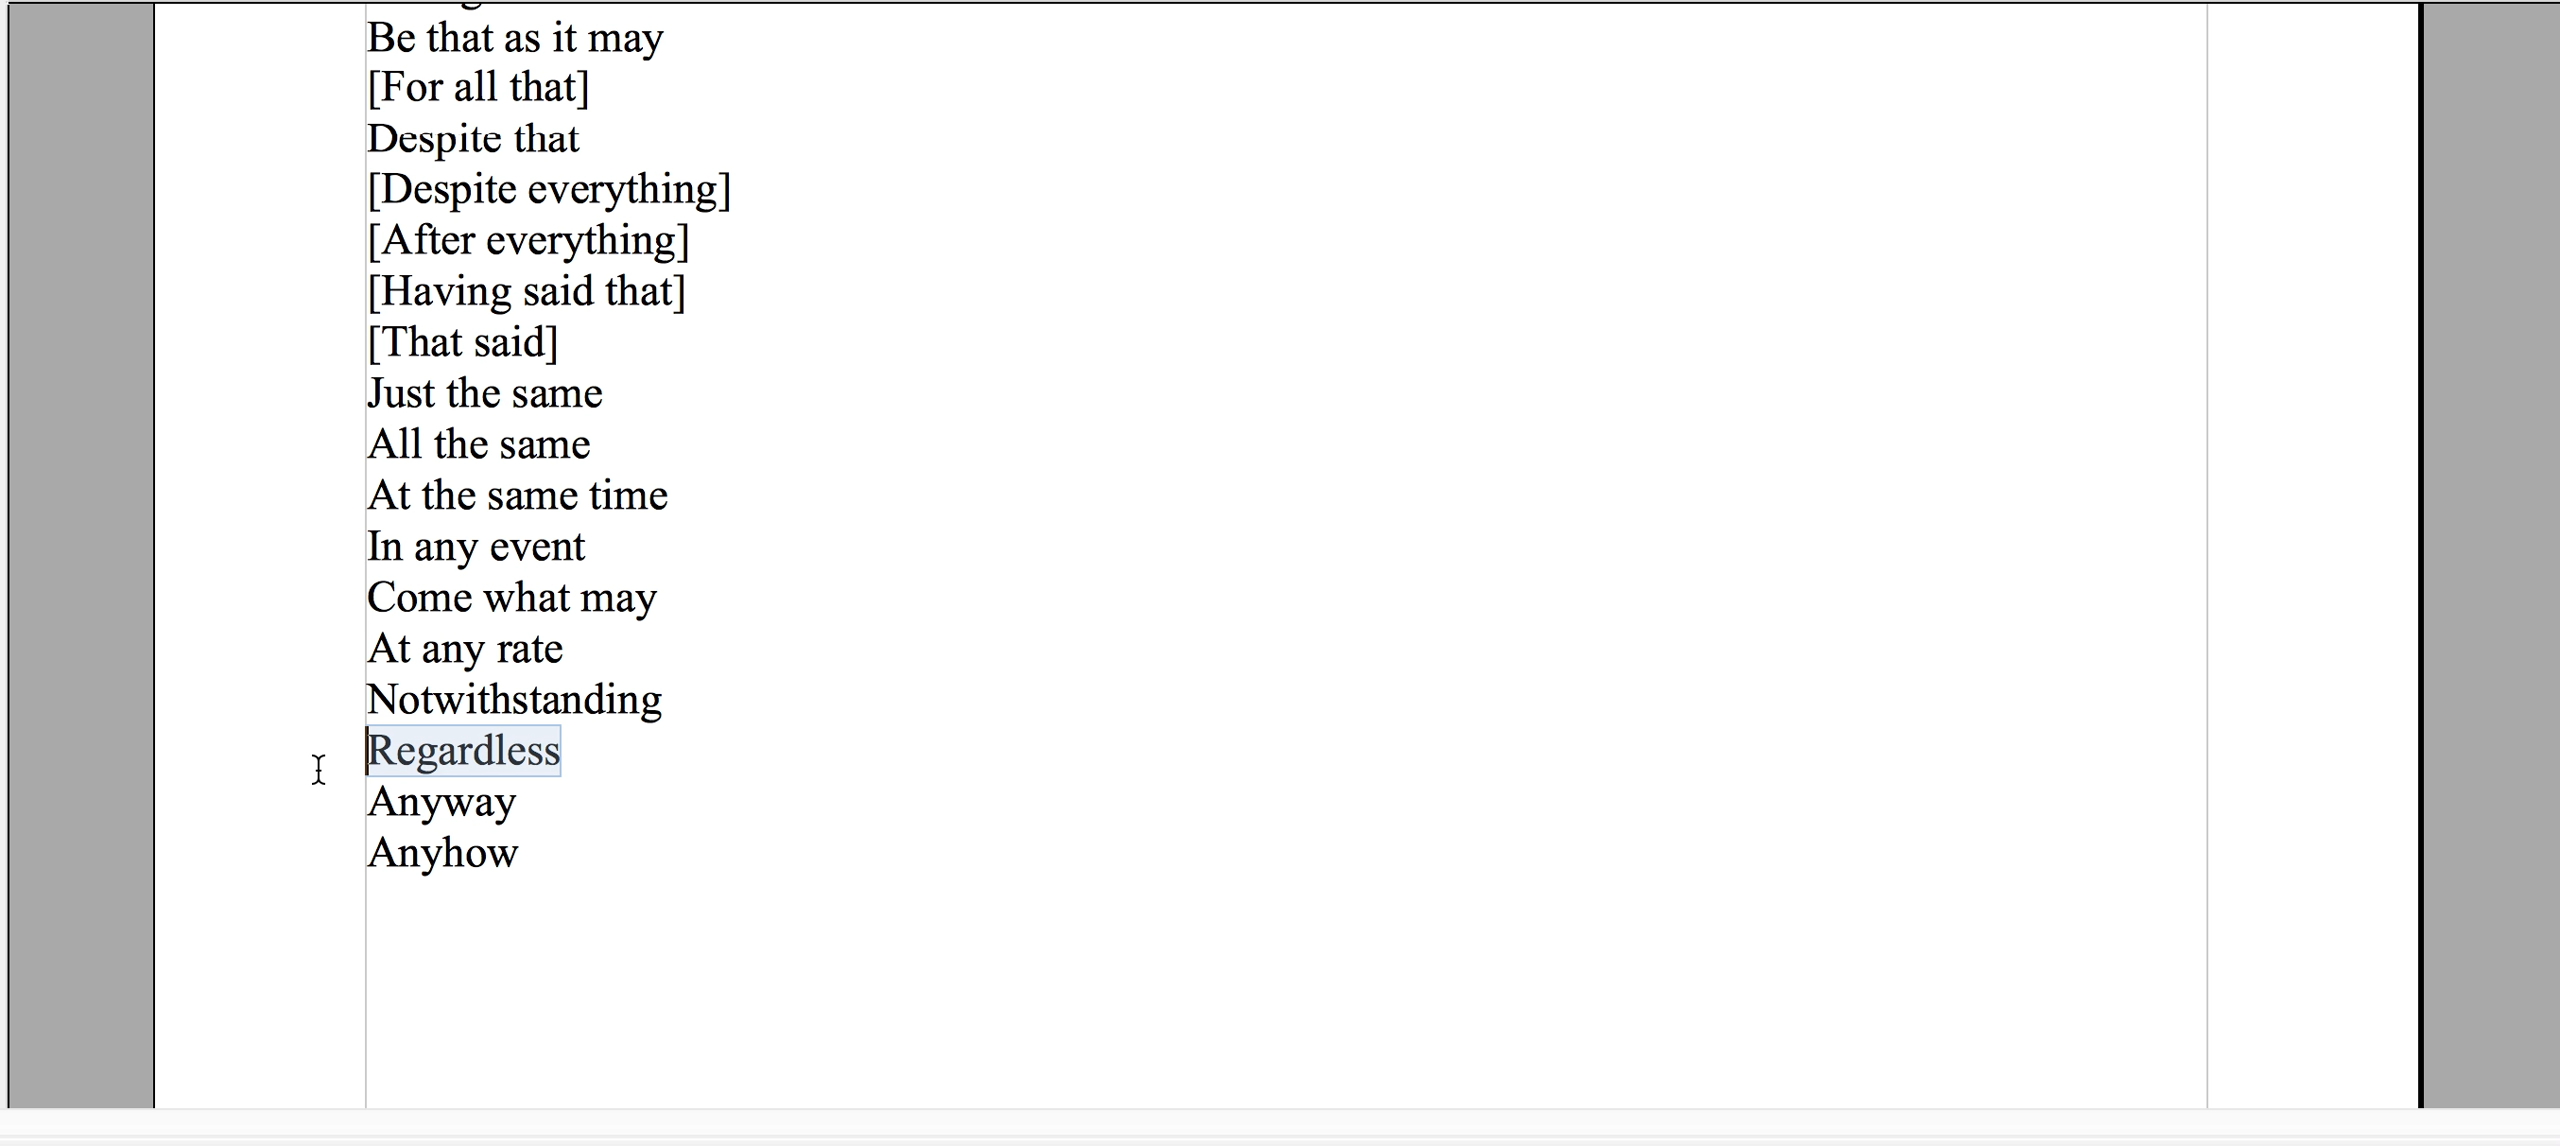 Be that as it may
[For all that]
Despite that
[Despite everything]
[After everything]
[Having said that]
[That said]
Just the same
All the same
At the same time
In any event
Come what may
At any rate
Notwithstanding
Regardless
Anyway
Anyhow